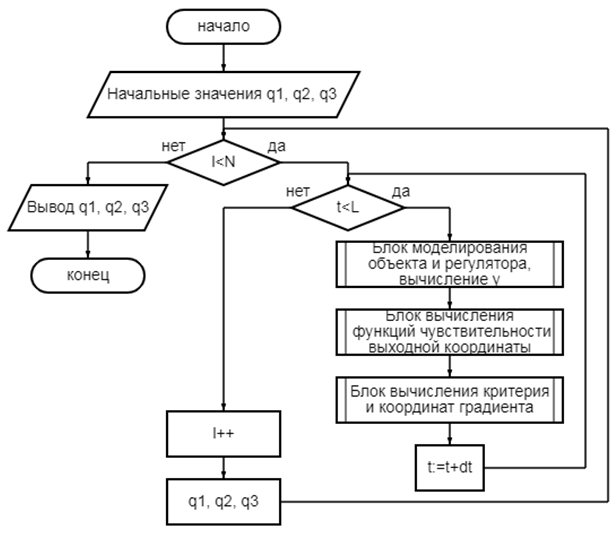 начало
Начальные значения q1, q2, q3
нет
I<N
да
Вывод q1, q2, q3
конец
нет
t<L
да
Блок моделирования
объекта и регулятора,
вычисление y
Блок вычисления
функций чувствительности
выходной координаты
Блок вычисления критерия
и координат градиента
t:=t+dt
I++
q1, q2, q3